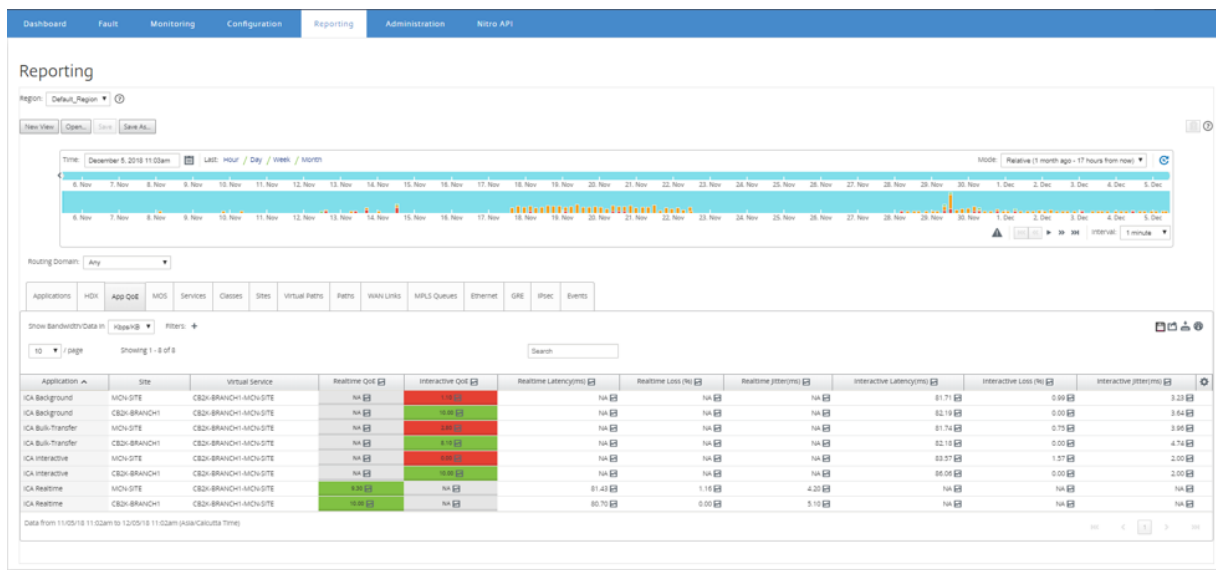 Dashboard Fault Monitoring Configuration Reporting Administration Nitro API
Reporting
Region: Default_Region
New View Open... Save Save As...
Time: December 5, 2018 11:03am Last: Hour / Day / Week / Month Mode: Relative (1 month ago - 17 hours from now)
6. Nov 7. Nov 8. Nov 9. Nov 10. Nov 11. Nov 12. Nov 13. Nov 14. Nov 15. Nov 16. Nov 17. Nov 18. Nov 19. Nov 20. Nov 21. Nov 22. Nov 23. Nov 24. Nov 25. Nov 26. Nov 27. Nov 28. Nov 29. Nov 30. Nov 1. Dec 2. Dec 3. Dec 4. Dec 5. Dec
6. Nov 7. Nov 8. Nov 9. Nov 10. Nov 11. Nov 12. Nov 13. Nov 14. Nov 15. Nov 16. Nov 17. Nov 18. Nov 19. Nov 20. Nov 21. Nov 22. Nov 23. Nov 24. Nov 25. Nov 26. Nov 27. Nov 28. Nov 29. Nov 30. Nov 1. Dec 2. Dec 3. Dec 4. Dec 5. Dec
Interval: 1 minute
Routing Domain: Any
Applications HDX App QoE MOS Services Classes Sites Virtual Paths Paths WAN Links MPLS Queues Ethernet GRE IPsec Events
Show Bandwidth/Data in Kbps/KB Filters: +
10 / page Showing 1 - 8 of 8 Search
Application Site Virtual Service Realtime QoE Interactive QoE Realtime Latency(ms) Realtime Loss (%) Realtime Jitter(ms) Interactive Latency(ms) Interactive Loss (%) Interactive Jitter(ms)
ICA Background MCN-SITE CB2K-BRANCH1-MCN-SITE NA NA NA NA 81.71 0.99 3.23
ICA Background CB2K-BRANCH1 CB2K-BRANCH1-MCN-SITE NA 10.00 NA NA NA 82.19 0.00 3.64
ICA Bulk-Transfer MCN-SITE CB2K-BRANCH1-MCN-SITE NA NA NA NA 81.74 0.75 3.96
ICA Bulk-Transfer CB2K-BRANCH1 CB2K-BRANCH1-MCN-SITE NA NA NA NA 82.18 0.00 4.74
ICA Interactive MCN-SITE CB2K-BRANCH1-MCN-SITE NA NA NA NA 83.57 1.57 2.00
ICA Interactive CB2K-BRANCH1 CB2K-BRANCH1-MCN-SITE NA 10.00 NA NA NA 86.06 0.00 2.00
ICA Realtime MCN-SITE CB2K-BRANCH1-MCN-SITE NA 81.43 1.16 4.20 NA NA NA
ICA Realtime CB2K-BRANCH1 CB2K-BRANCH1-MCN-SITE 10.00 NA 80.70 0.00 5.10 NA NA NA
Data from 11/05/18 11:02am to 12/05/18 11:02am (Asia/Calcutta Time)
1